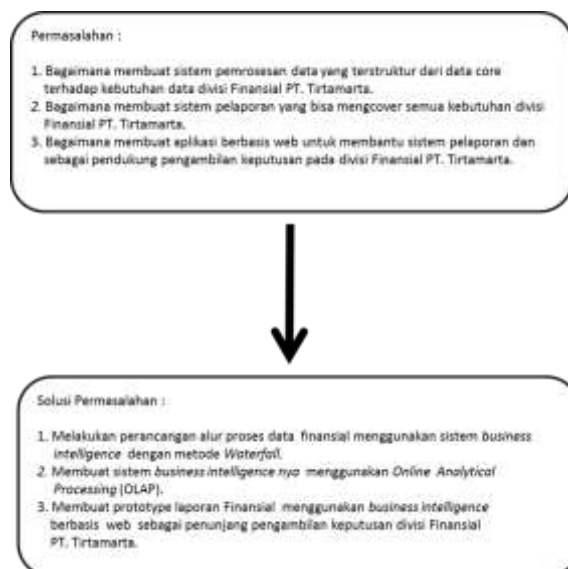 Permasalahan :
1. Bagaimana membuat sistem pemrosesan data yang terstruktur dari data core
terhadap kebutuhan data divisi Finansial PT. Tirtamarta.
2. Bagaimana membuat sistem pelaporan yang bisa mengcover semua kebutuhan divisi
Finansial PT. Tirtamarta.
3. Bagaimana membuat aplikasi berbasis web untuk membantu sistem pelaporan dan
sebagai pendukung pengambilan keputusan pada divisi Finansial PT. Tirtamarta.
Solusi Permasalahan :
1. Melakukan perancangan alur proses data finansial menggunakan sistem business
intelligence dengan metode Waterfall.
2. Membuat sistem business intelligence nya menggunakan Online Analytical
Processing (OLAP).
3. Membuat prototype laporan Finansial menggunakan business intelligence
berbasis web sebagai penunjang pengambilan keputusan divisi Finansial
PT. Tirtamarta.